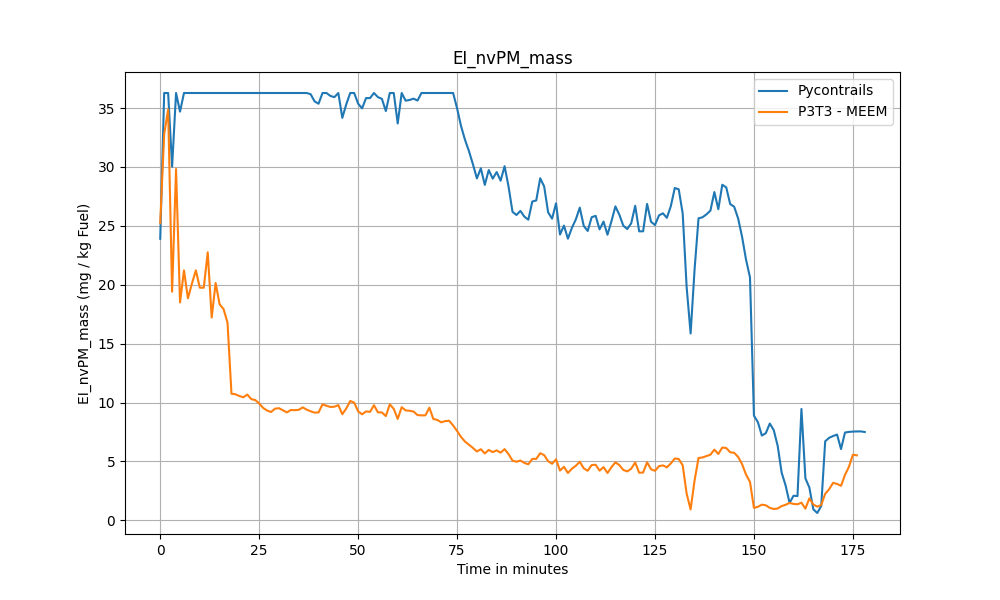 EI_nvPM_mass
Pycontrails
P3T3 - MEEM
EI_nvPM_mass (mg / kg Fuel)
35
30
25
20
15
10
5
0
0 25 50 75 100 125 150 175
Time in minutes